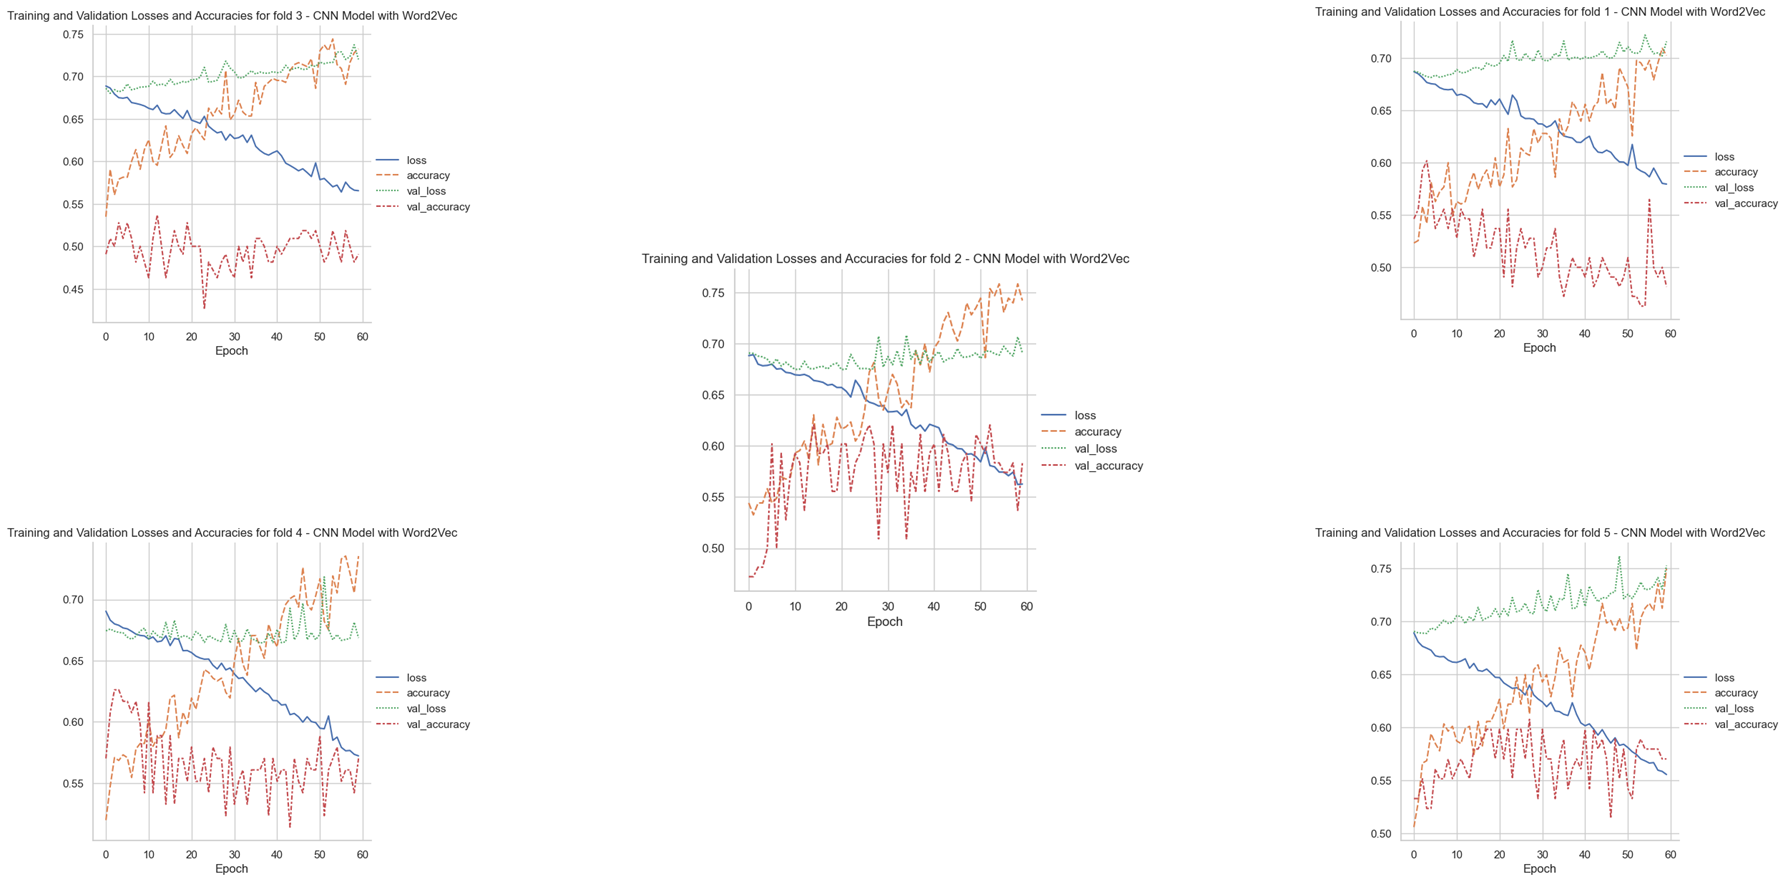 Training and Validation Losses and Accuracies for fold 3 - CNN Model with Word2Vec
0.75
0.70
0.65
0.60
0.55
0.50
0.45
0 10 20 30 40 50 60
Epoch
loss
accuracy
val_loss
val_accuracy
Training and Validation Losses and Accuracies for fold 1 - CNN Model with Word2Vec
0.70
0.65
0.60
0.55
0.50
0 10 20 30 40 50 60
Epoch
loss
accuracy
val_loss
val_accuracy
Training and Validation Losses and Accuracies for fold 2 - CNN Model with Word2Vec
0.75
0.70
0.65
0.60
0.55
0.50
0 10 20 30 40 50 60
Epoch
loss
accuracy
val_loss
val_accuracy
Training and Validation Losses and Accuracies for fold 4 - CNN Model with Word2Vec
0.70
0.65
0.60
0.55
0 10 20 30 40 50 60
Epoch
loss
accuracy
val_loss
val_accuracy
Training and Validation Losses and Accuracies for fold 5 - CNN Model with Word2Vec
0.75
0.70
0.65
0.60
0.55
0.50
0 10 20 30 40 50 60
Epoch
loss
accuracy
val_loss
val_accuracy